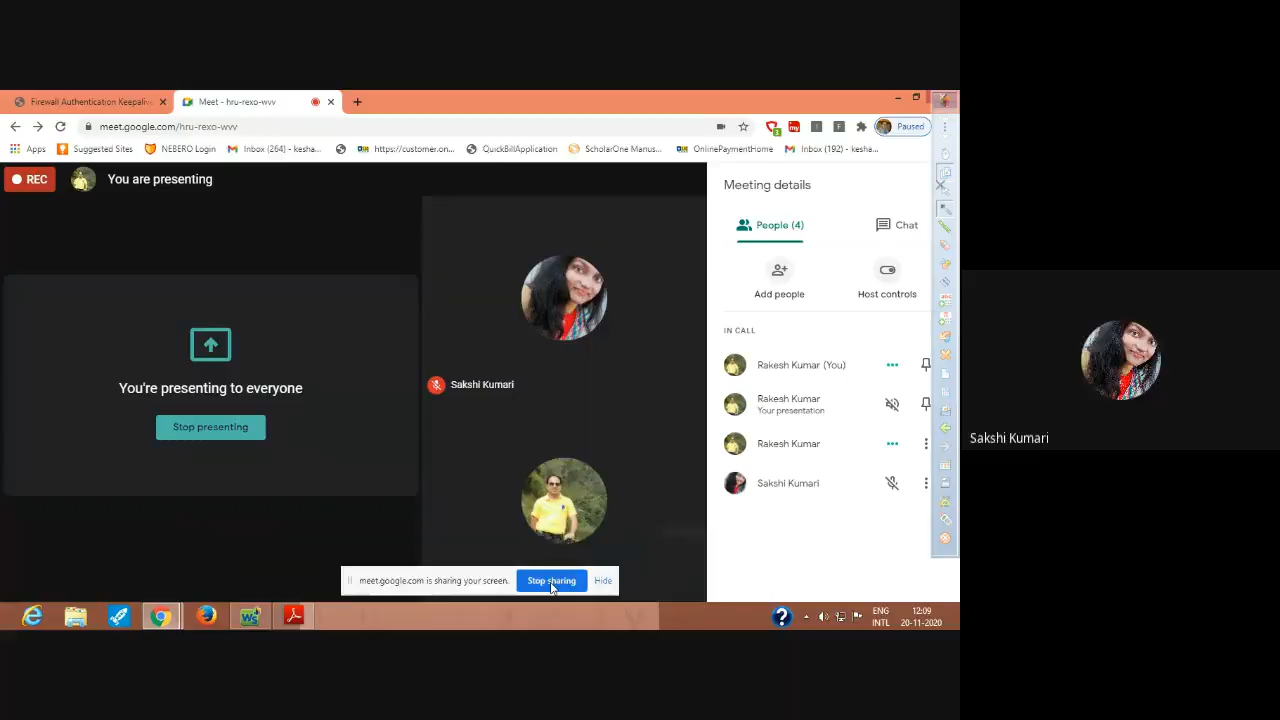 Firewall Authentication Keepaliv
Meet - hru-rexo-wvv
meet.google.com/hru-rexo-wvv
Paused
Apps
Suggested Sites
NEBERO Login
Inbox (264) - kesha...
https://customer.on...
QuickBillApplication
ScholarOne Manus...
OnlinePaymentHome
Inbox (192) - kesha...
REC
You are presenting
Meeting details
People (4)
Chat
Add people
Host controls
IN CALL
Rakesh Kumar (You)
Rakesh Kumar
Your presentation
Rakesh Kumar
Sakshi Kumari
You're presenting to everyone
Stop presenting
Sakshi Kumari
Sakshi Kumari
meet.google.com is sharing your screen.
Stop sharing
Hide
ENG
INTL
12:09
20-11-2020